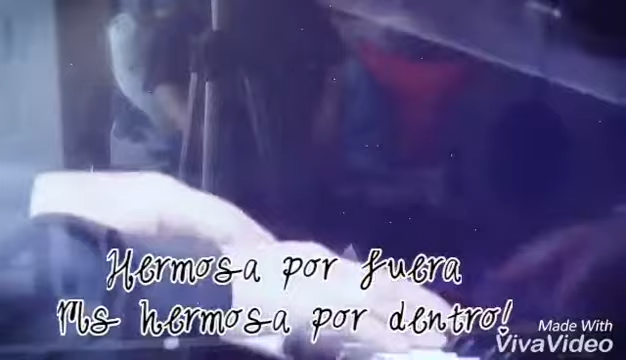 Hermosa por fuera
Ms hermosa por dentro!
Made With
VivaVideo